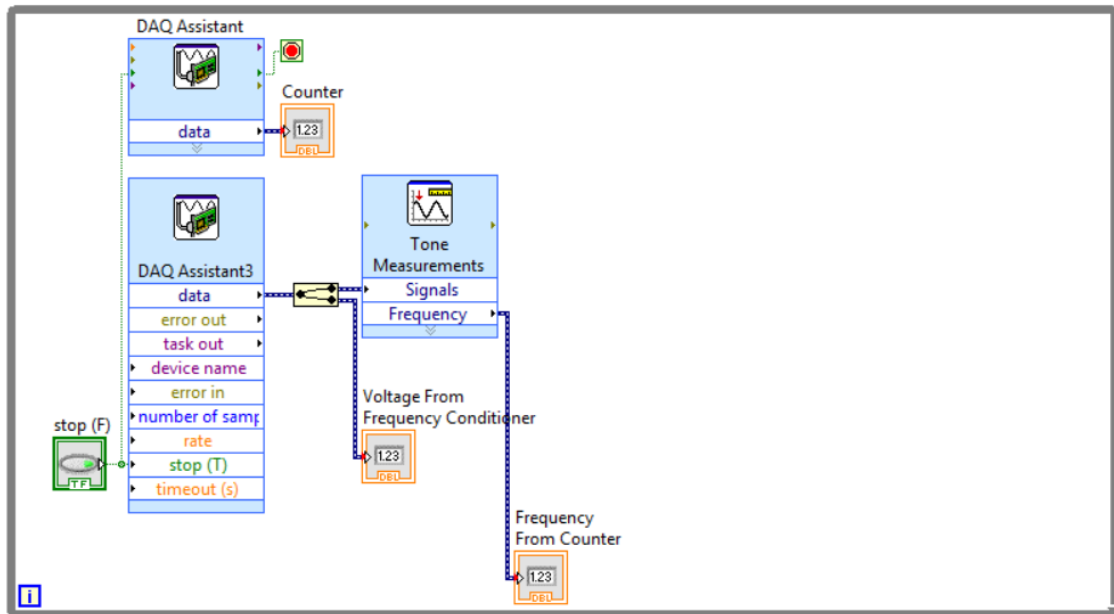 DAQ Assistant
Counter
1.23
DBL
data
DAQ Assistant3
data
error out
task out
device name
error in
number of samp
rate
stop (T)
timeout (s)
stop (F)
TF
Tone
Measurements
Signals
Frequency
Voltage From
Frequency Conditioner
1.23
DBL
Frequency
From Counter
1.23
DBL
i